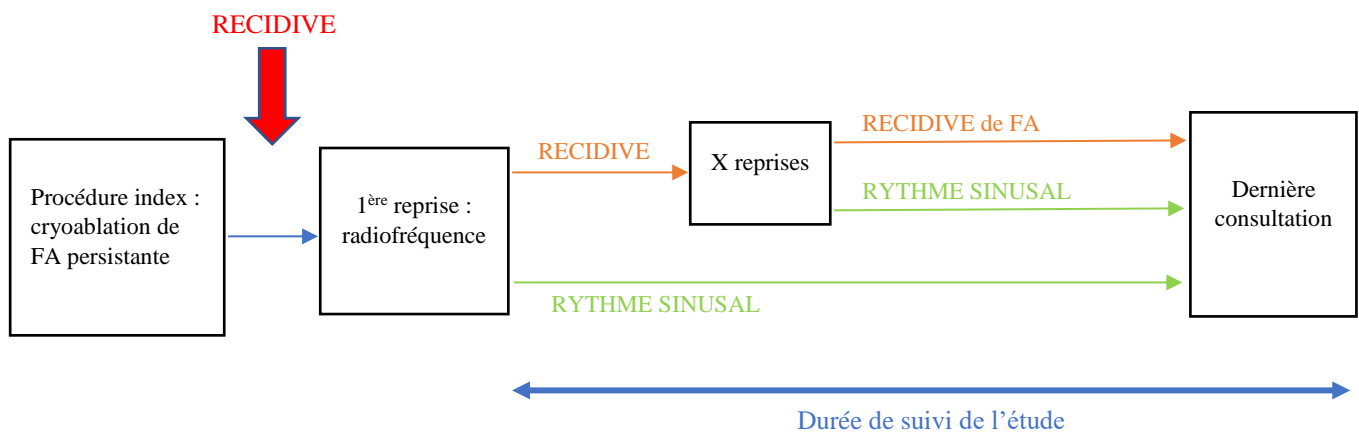 RECIDIVE
Procédure index :
cryoablation de
FA persistante
1ère reprise :
radiofréquence
RECIDIVE
RYTHME SINUSAL
X reprises
RECIDIVE de FA
RYTHME SINUSAL
Dernière
consultation
Durée de suivi de l’étude